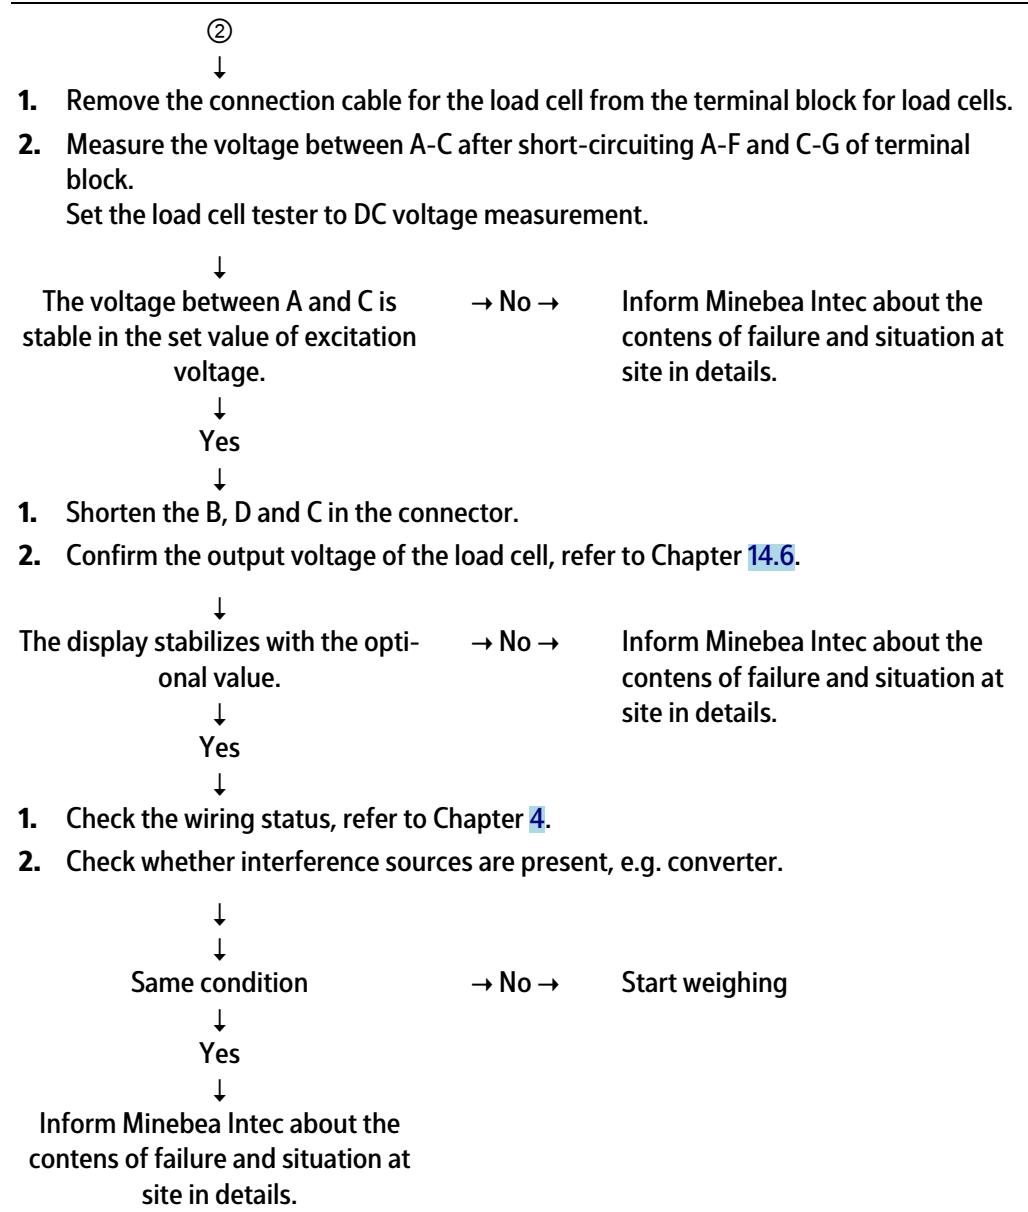 ②
↓
1. Remove the connection cable for the load cell from the terminal block for load cells.
2. Measure the voltage between A-C after short-circuiting A-F and C-G of terminal
block.
Set the load cell tester to DC voltage measurement.
↓
The voltage between A and C is → No → Inform Minebea Intec about the
stable in the set value of excitation contens of failure and situation at
voltage. site in details.
↓
Yes
↓
1. Shorten the B, D and C in the connector.
2. Confirm the output voltage of the load cell, refer to Chapter 14.6.
↓
The display stabilizes with the opti- → No → Inform Minebea Intec about the
onal value. contens of failure and situation at
↓ site in details.
Yes
↓
1. Check the wiring status, refer to Chapter 4.
2. Check whether interference sources are present, e.g. converter.
↓
↓
Same condition → No → Start weighing
↓
Yes
↓
Inform Minebea Intec about the
contens of failure and situation at
site in details.